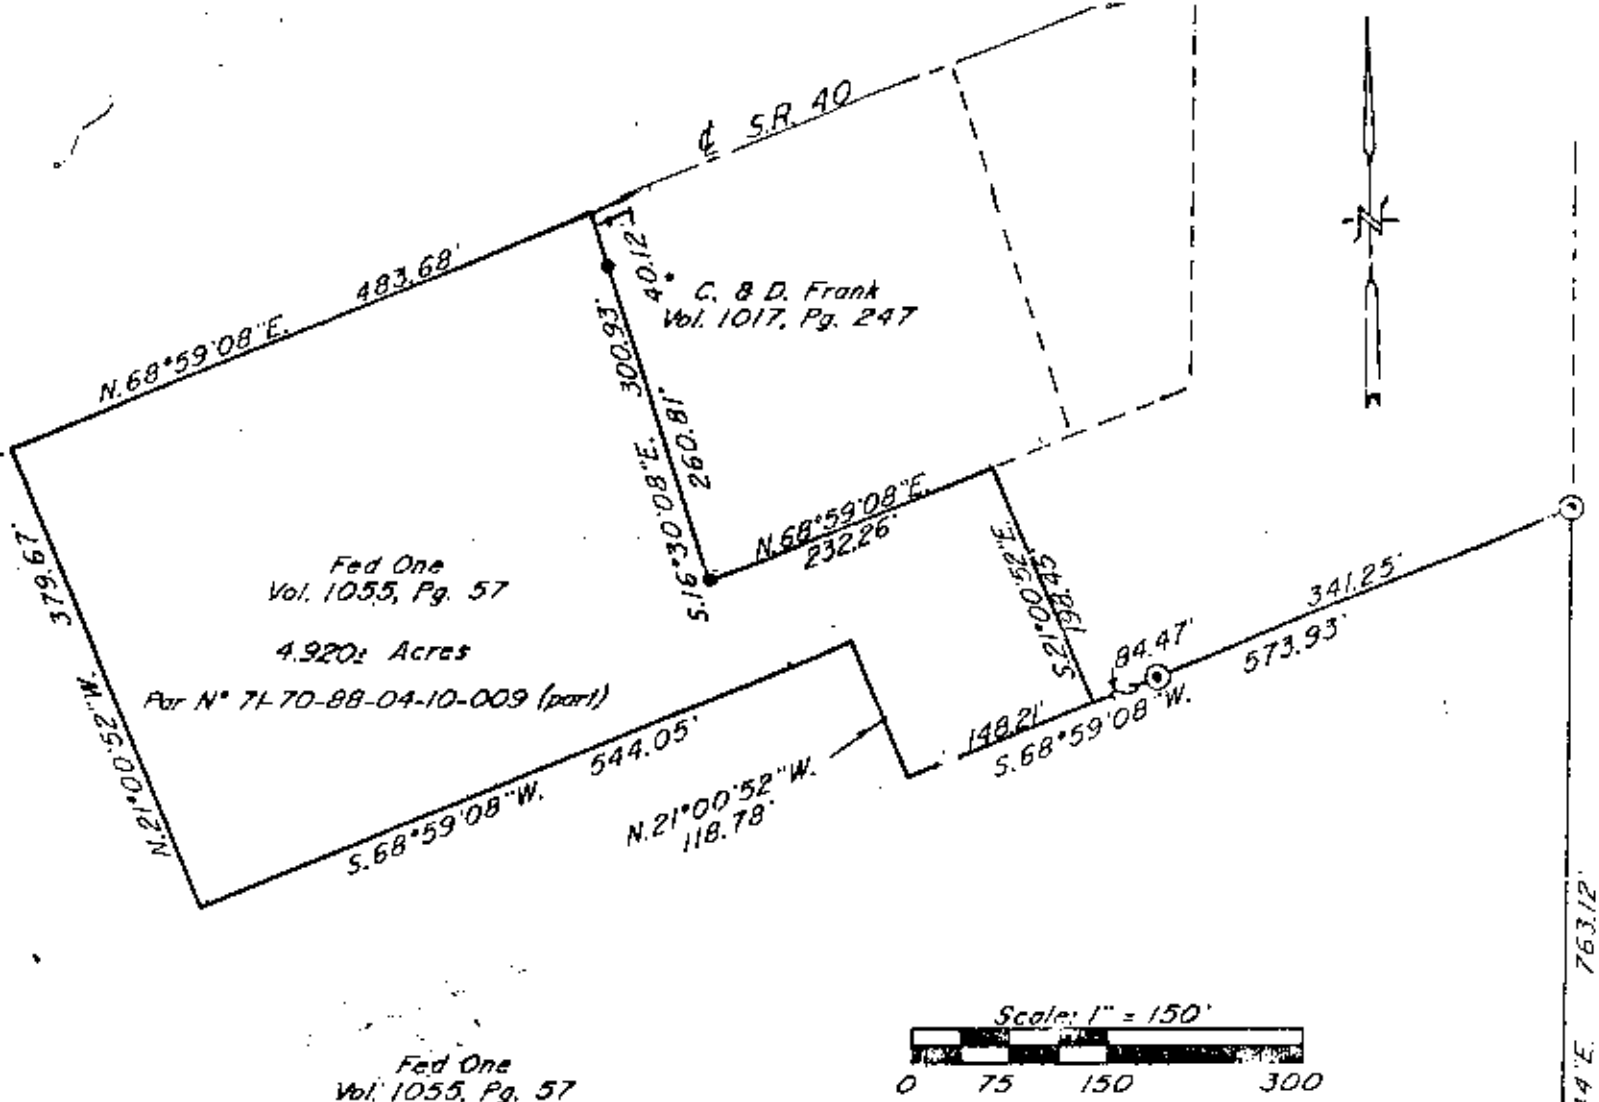 ℄ S.R. 40
N.68°59'08"E.
483.68'
40.12'
300.93'
S.16°30'08"E.
260.81'
C. & D. Frank
Vol. 1017, Pg. 247
N
N.68°59'08"E.
232.26'
S.21°00'52"E.
84.47'
341.25'
573.93'
148.21'
S.68°59'08"W.
379.67'
N.21°00'52"W.
Fed One
Vol. 1055, Pg. 57
4.920± Acres
Par Nº 71-70-88-04-10-009 (part)
544.05'
S.68°59'08"W.
N.21°00'52"W.
118.78'
763.12'
4"E.
Scale: 1" = 150'
0 75 150 300
Fed One
Vol. 1055, Pg. 57